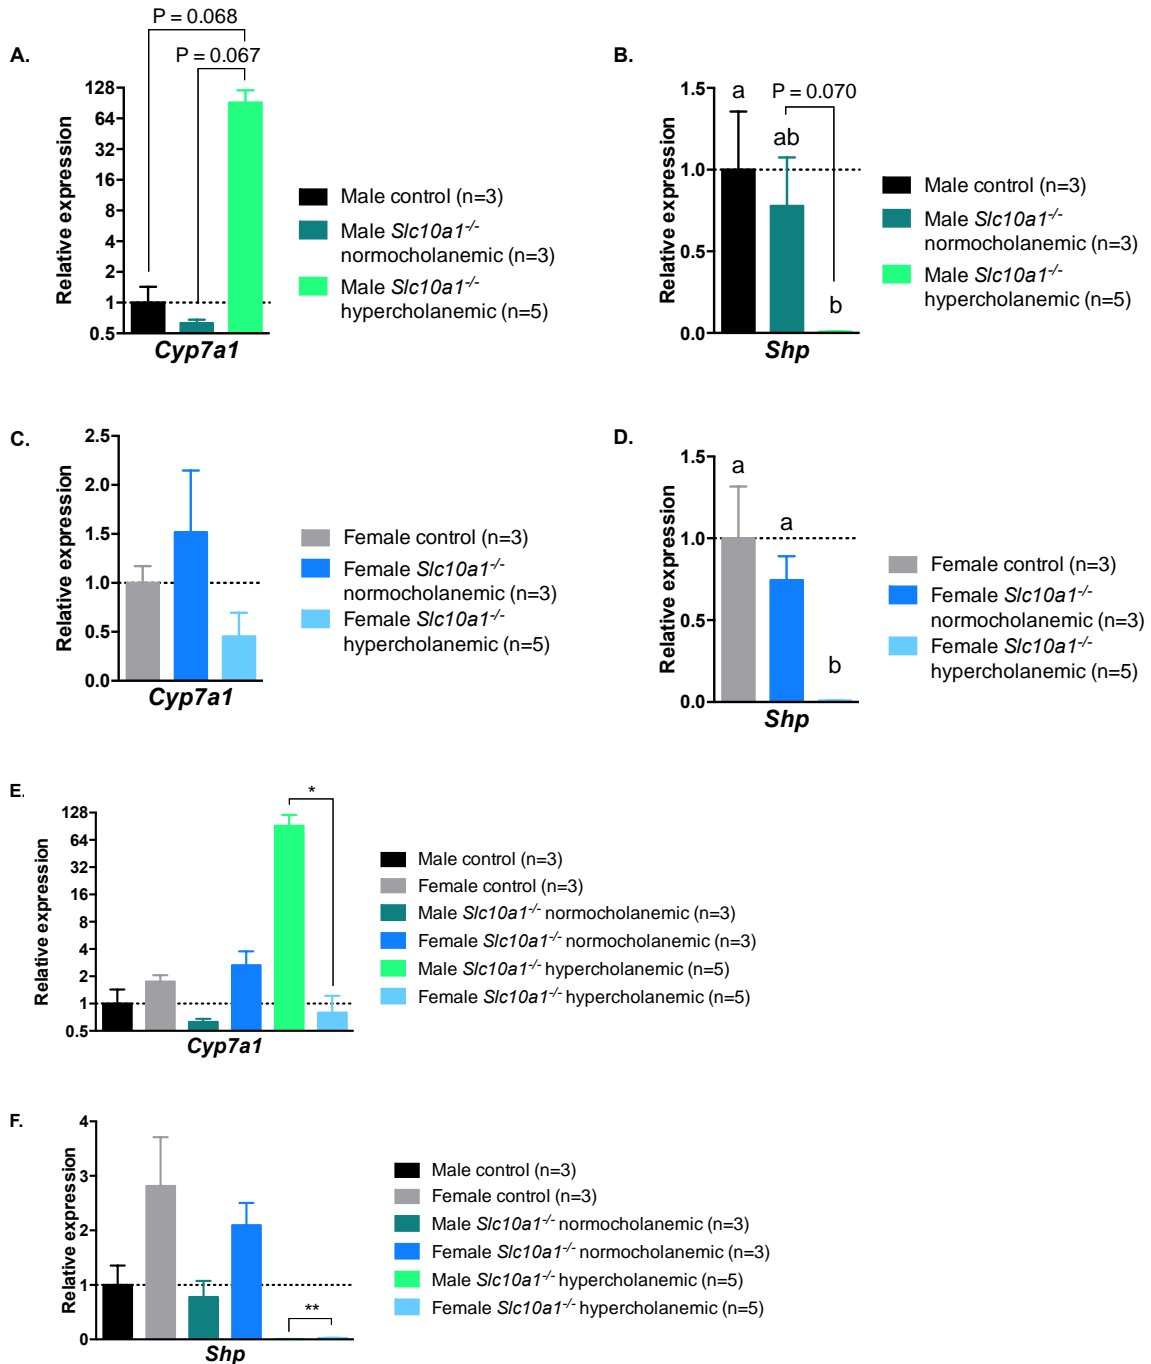 A.
P = 0.068
P = 0.067
Relative expression
128
64
32
16
8
4
2
1
0.5
Cyp7a1
Male control (n=3)
Male Slc10a1-/-
normocholanemic (n=3)
Male Slc10a1-/-
hypercholanemic (n=5)
B.
Relative expression
1.5
1.0
0.5
0.0
a
ab
P = 0.070
b
Shp
Male control (n=3)
Male Slc10a1-/-
normocholanemic (n=3)
Male Slc10a1-/-
hypercholanemic (n=5)
C.
Relative expression
2.5
2.0
1.5
1.0
0.5
0.0
Cyp7a1
Female control (n=3)
Female Slc10a1-/-
normocholanemic (n=3)
Female Slc10a1-/-
hypercholanemic (n=5)
D.
Relative expression
1.5
1.0
0.5
0.0
a
a
b
Shp
Female control (n=3)
Female Slc10a1-/-
normocholanemic (n=3)
Female Slc10a1-/-
hypercholanemic (n=5)
E.
Relative expression
128
64
32
16
8
4
2
1
0.5
*
Cyp7a1
Male control (n=3)
Female control (n=3)
Male Slc10a1-/- normocholanemic (n=3)
Female Slc10a1-/- normocholanemic (n=3)
Male Slc10a1-/- hypercholanemic (n=5)
Female Slc10a1-/- hypercholanemic (n=5)
F.
Relative expression
4
3
2
1
0
**
Shp
Male control (n=3)
Female control (n=3)
Male Slc10a1-/- normocholanemic (n=3)
Female Slc10a1-/- normocholanemic (n=3)
Male Slc10a1-/- hypercholanemic (n=5)
Female Slc10a1-/- hypercholanemic (n=5)